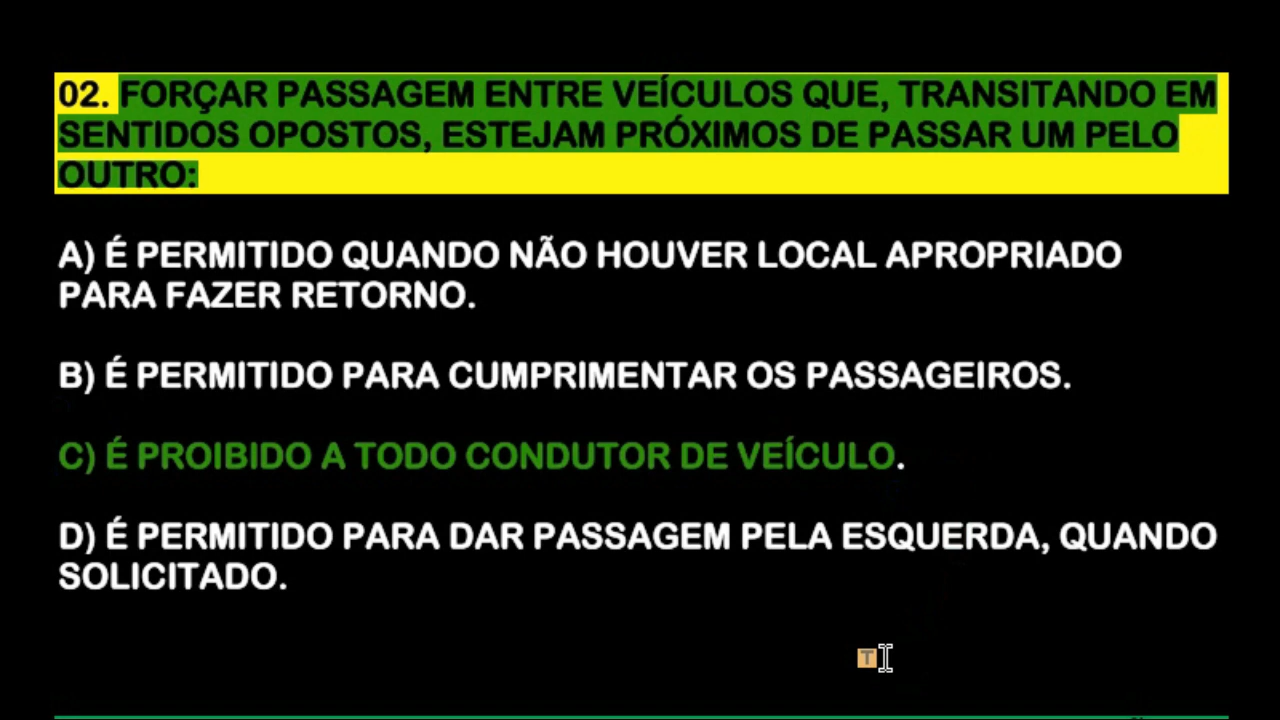 02. FORÇAR PASSAGEM ENTRE VEÍCULOS QUE, TRANSITANDO EM
SENTIDOS OPOSTOS, ESTEJAM PRÓXIMOS DE PASSAR UM PELO
OUTRO:
A) É PERMITIDO QUANDO NÃO HOUVER LOCAL APROPRIADO
PARA FAZER RETORNO.
B) É PERMITIDO PARA CUMPRIMENTAR OS PASSAGEIROS.
C) É PROIBIDO A TODO CONDUTOR DE VEÍCULO.
D) É PERMITIDO PARA DAR PASSAGEM PELA ESQUERDA, QUANDO
SOLICITADO.
T